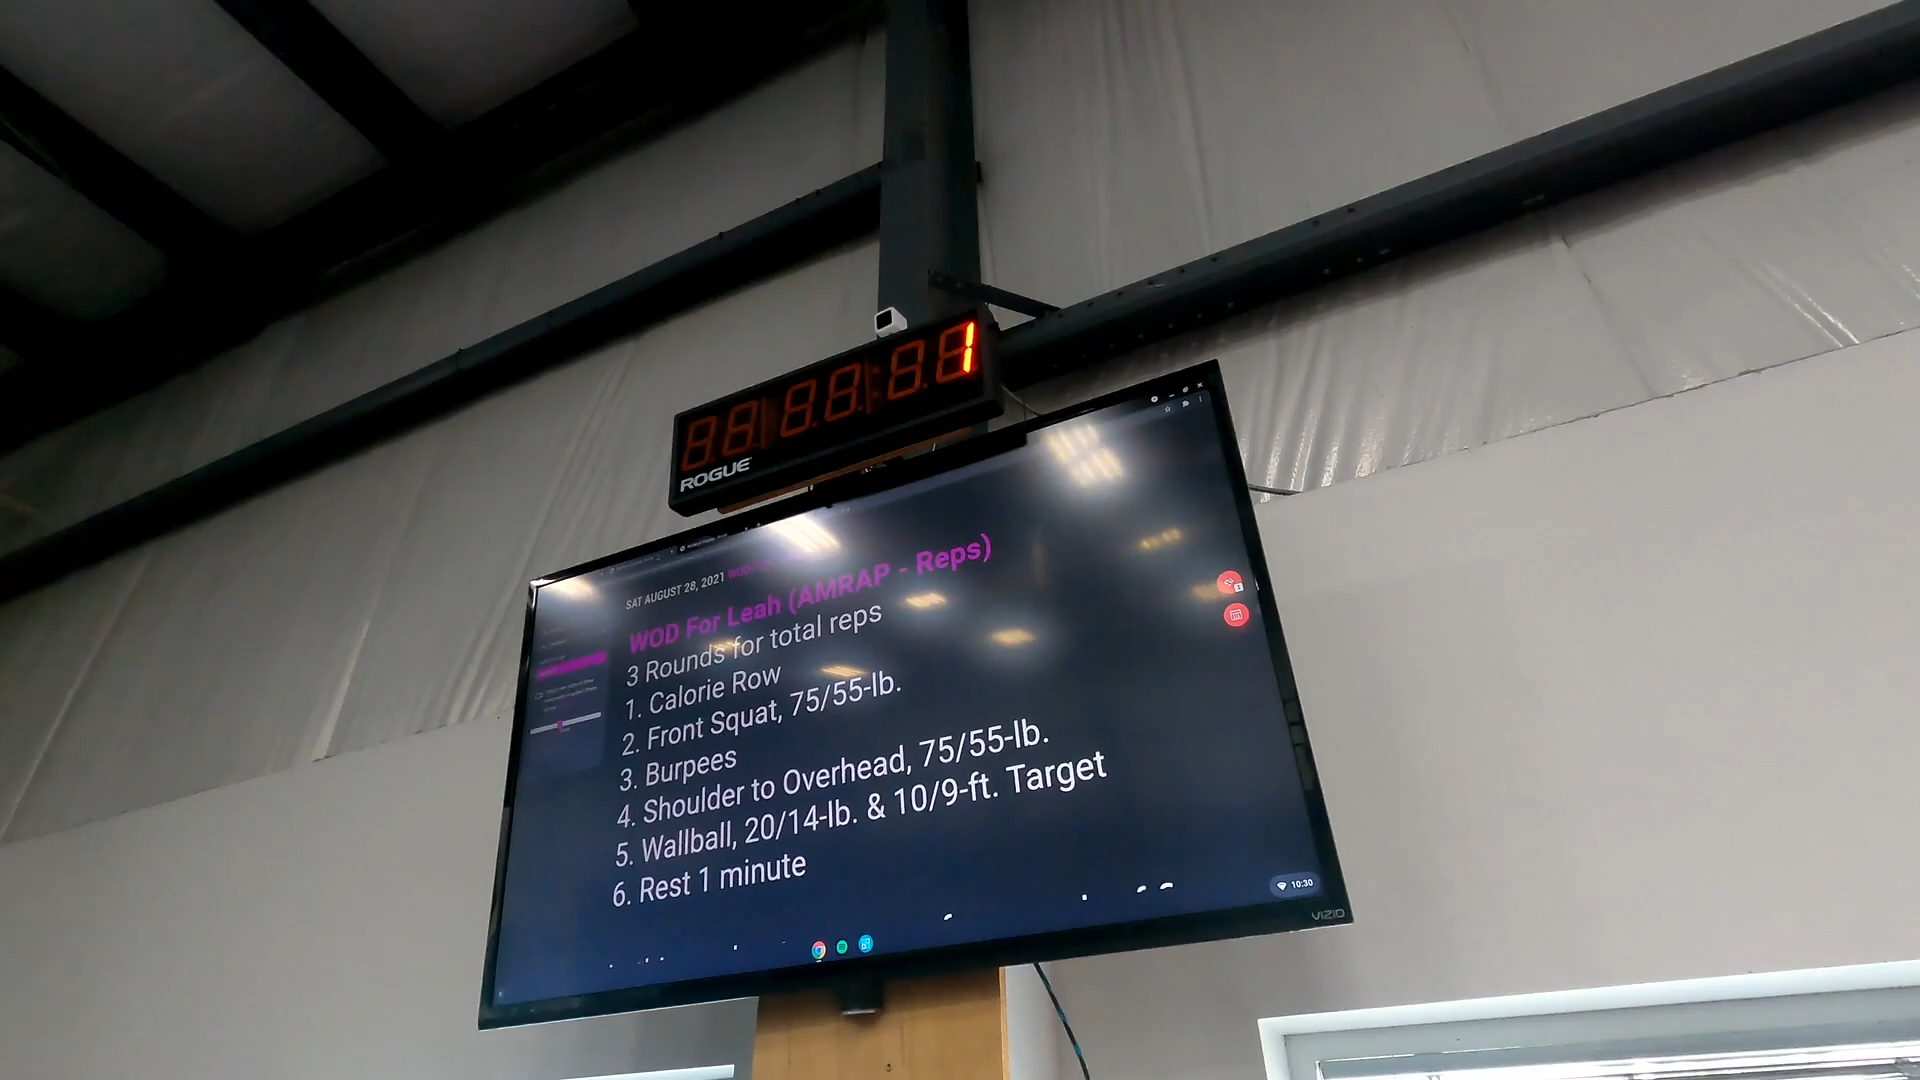 1
ROGUE
SAT AUGUST 28, 2021
WOD For Leah (AMRAP - Reps)
3 Rounds for total reps
1. Calorie Row
2. Front Squat, 75/55-lb.
3. Burpees
4. Shoulder to Overhead, 75/55-lb.
5. Wallball, 20/14-lb. & 10/9-ft. Target
6. Rest 1 minute
10:30
VIZIO